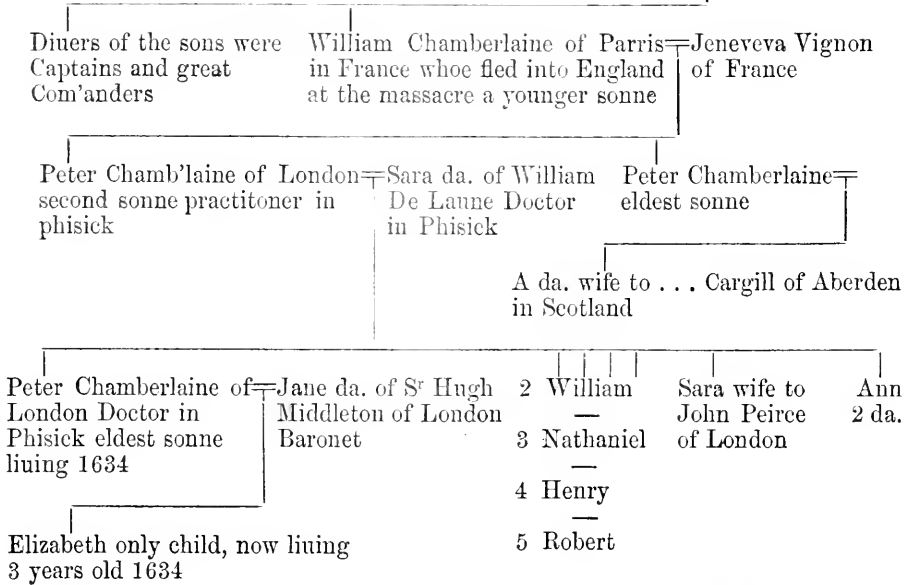 Diuers of the sons were
Captains and great
Com'anders
William Chamberlaine of Parris
in France whoe fled into England
at the massacre a younger sonne
Jeneveva Vignon
of France
Peter Chamb'laine of London
second sonne practitoner in
phisick
Sara da. of William
De Laune Doctor
in Phisick
Peter Chamberlaine
eldest sonne
A da. wife to . . . Cargill of Aberden
in Scotland
Peter Chamberlaine of
London Doctor in
Phisick eldest sonne
liuing 1634
Jane da. of Sʳ Hugh
Middleton of London
Baronet
2 William
3 Nathaniel
4 Henry
5 Robert
Sara wife to
John Peirce
of London
Ann
2 da.
Elizabeth only child, now liuing
3 years old 1634